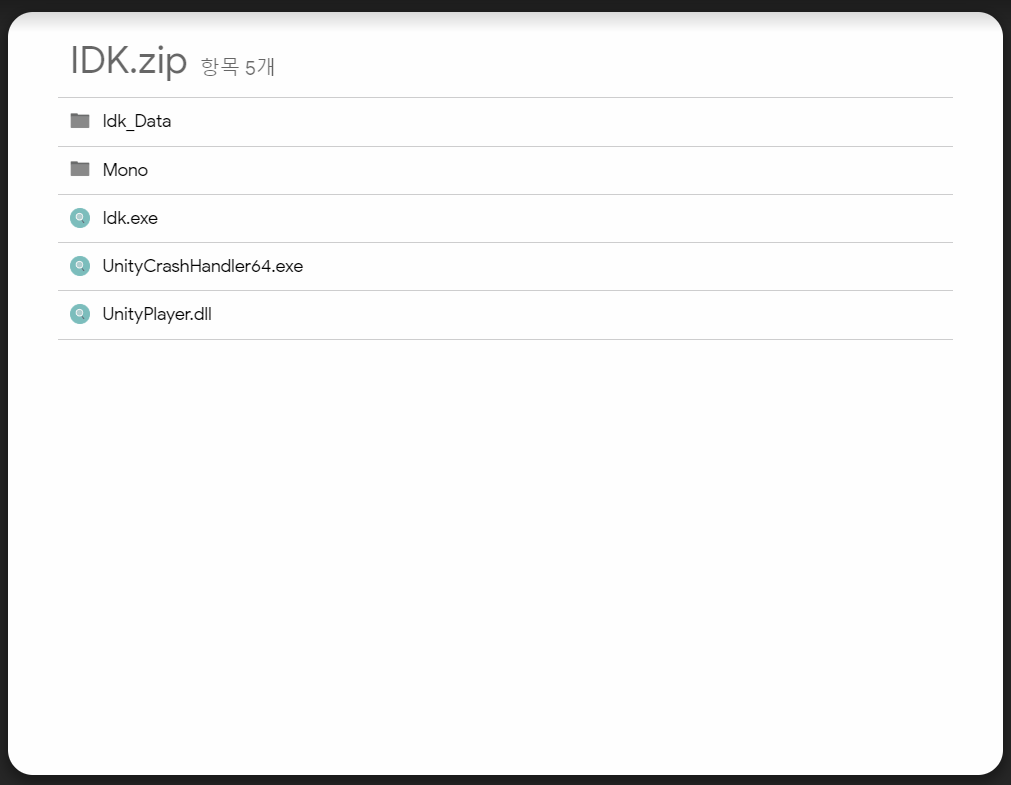 IDK.zip 항목 5개
Idk_Data
Mono
Idk.exe
UnityCrashHandler64.exe
UnityPlayer.dll